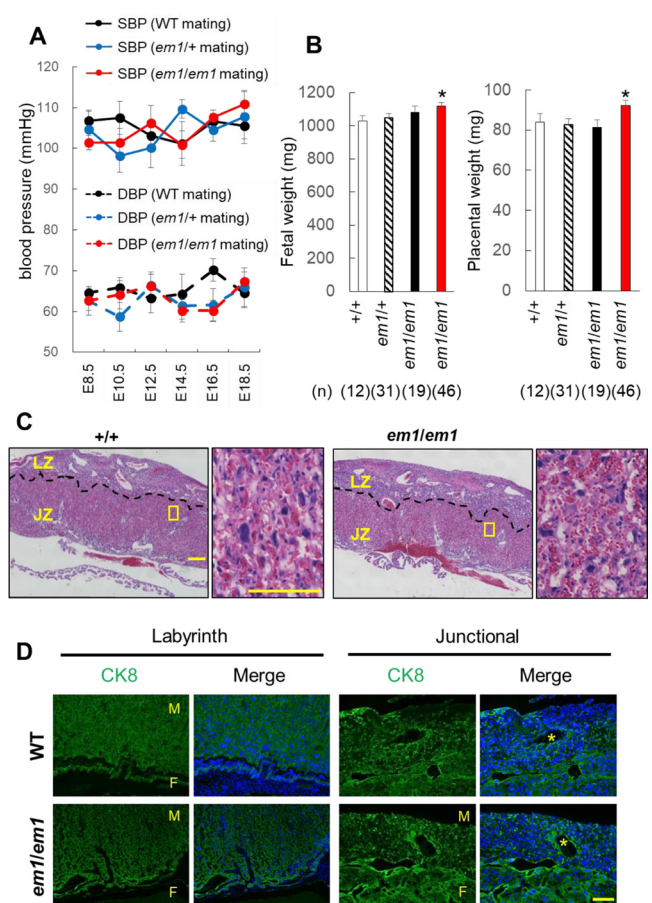 A
SBP (WT mating)
SBP (em1/+ mating)
SBP (em1/em1 mating)
blood pressure (mmHg)
120
110
100
90
80
70
60
50
DBP (WT mating)
DBP (em1/+ mating)
DBP (em1/em1 mating)
E8.5
E10.5
E12.5
E14.5
E16.5
E18.5
B
Fetal weight (mg)
1200
1000
800
600
400
200
0
*
+/+
em1/+
em1/em1
em1/em1
(n) (12)(31)(19)(46)
Placental weight (mg)
100
80
60
40
20
0
*
+/+
em1/+
em1/em1
em1/em1
(12)(31)(19)(46)
C
+/+
em1/em1
LZ
JZ
LZ
JZ
D
Labyrinth
Junctional
CK8
Merge
CK8
Merge
WT
M
F
*
em1/em1
M
F
M
F
*